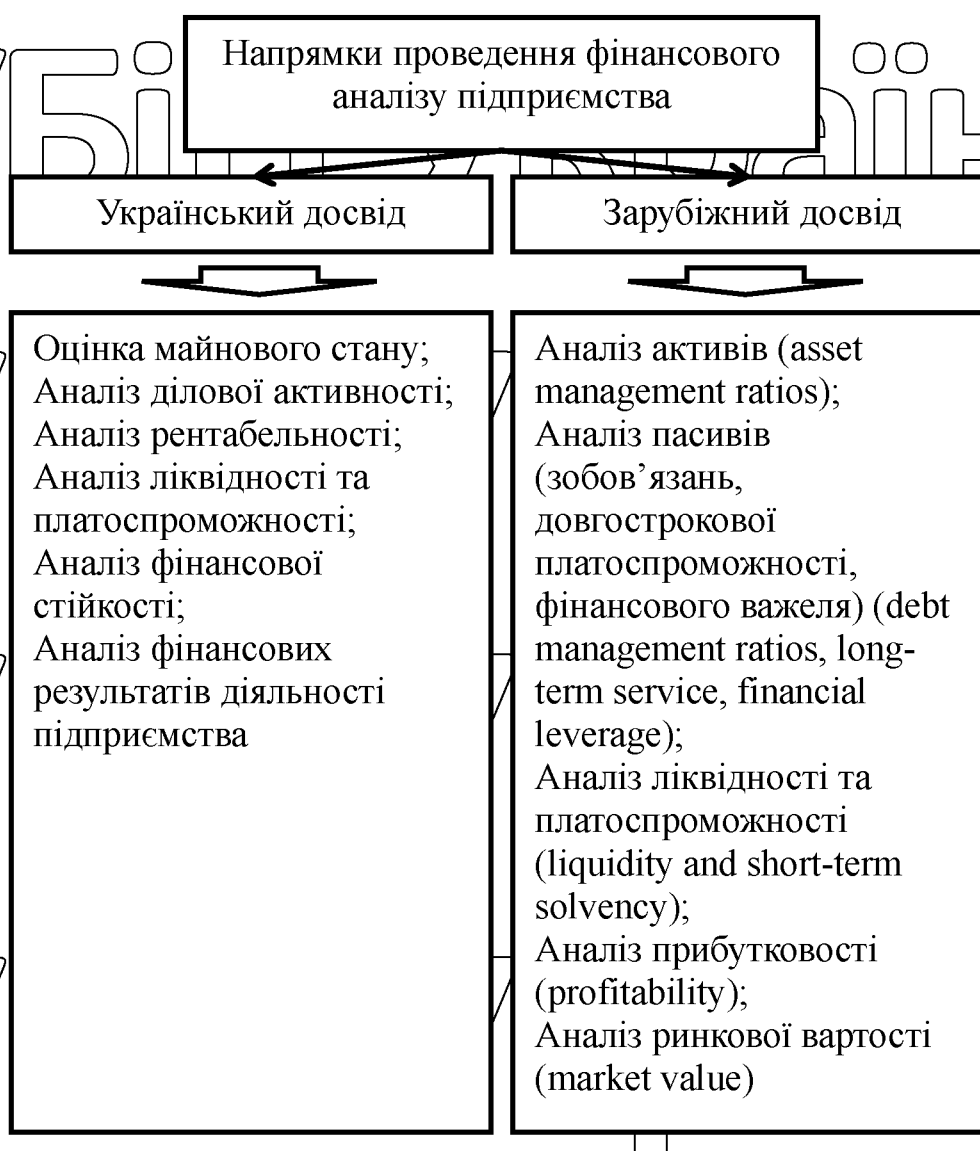 Напрямки проведення фінансового
аналізу підприємства
Український досвід
Зарубіжний досвід
Оцінка майнового стану;
Аналіз ділової активності;
Аналіз рентабельності;
Аналіз ліквідності та
платоспроможності;
Аналіз фінансової
стійкості;
Аналіз фінансових
результатів діяльності
підприємства
Аналіз активів (asset
management ratios);
Аналіз пасивів
(зобов’язань,
довгострокової
платоспроможності,
фінансового важеля) (debt
management ratios, long-
term service, financial
leverage);
Аналіз ліквідності та
платоспроможності
(liquidity and short-term
solvency);
Аналіз прибутковості
(profitability);
Аналіз ринкової вартості
(market value)